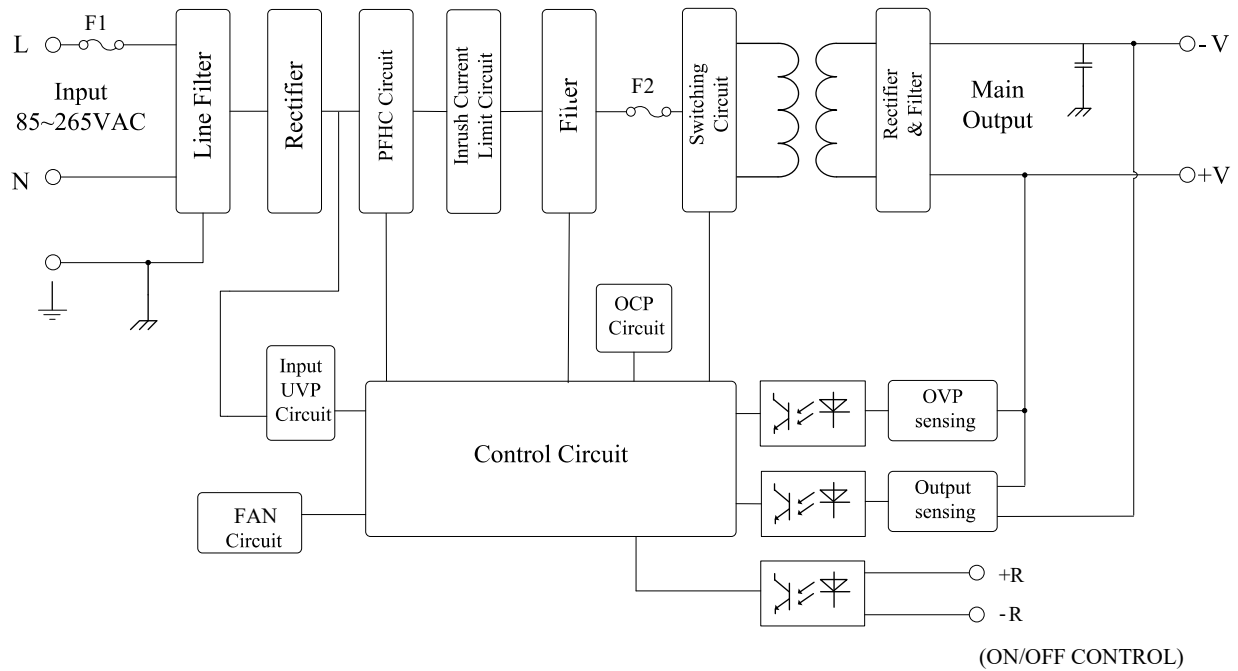 F1
L
Input
85~265VAC
N
Line Filter
Rectifier
PFHC Circuit
Inrush Current
Limit Circuit
Filter
F2
Switching
Circuit
Rectifier
& Filter
Main
Output
- V
+V
OCP
Circuit
Input
UVP
Circuit
Control Circuit
OVP
sensing
Output
sensing
FAN
Circuit
+R
-R
(ON/OFF CONTROL)